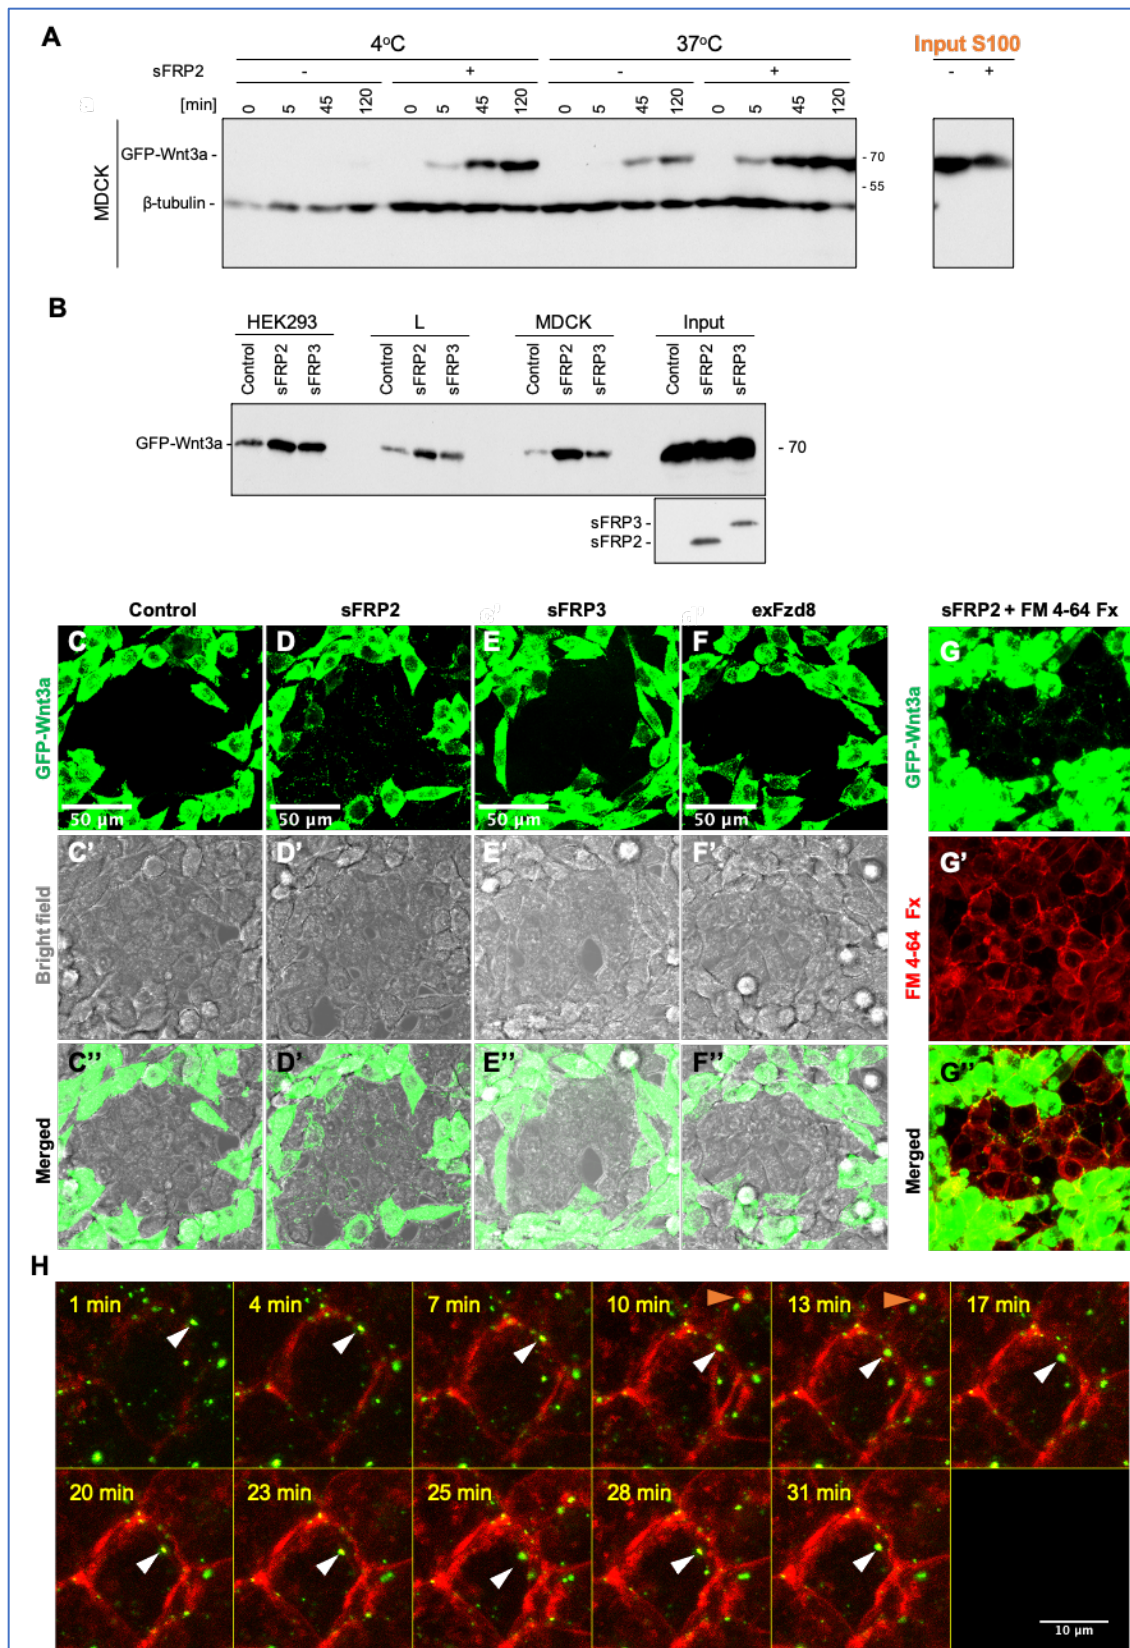 A
4°C
37°C
Input S100
sFRP2
-
+
-
+
-
+
[min]
0
5
45
120
0
5
45
120
0
5
45
120
0
5
45
120
MDCK
GFP-Wnt3a -
- 70
- 55
β-tubulin -
B
HEK293
L
MDCK
Input
Control
sFRP2
sFRP3
Control
sFRP2
sFRP3
Control
sFRP2
sFRP3
Control
sFRP2
sFRP3
GFP-Wnt3a -
- 70
sFRP3 -
sFRP2 -
Control
sFRP2
sFRP3
exFzd8
sFRP2 + FM 4-64 Fx
GFP-Wnt3a
C
D
E
F
GFP-Wnt3a
G
50 µm
50 µm
50 µm
50 µm
Bright field
C'
D'
E'
F'
FM 4-64 Fx
G'
Merged
C''
D'
E''
F''
Merged
G''
H
1 min
4 min
7 min
10 min
13 min
17 min
20 min
23 min
25 min
28 min
31 min
10 µm